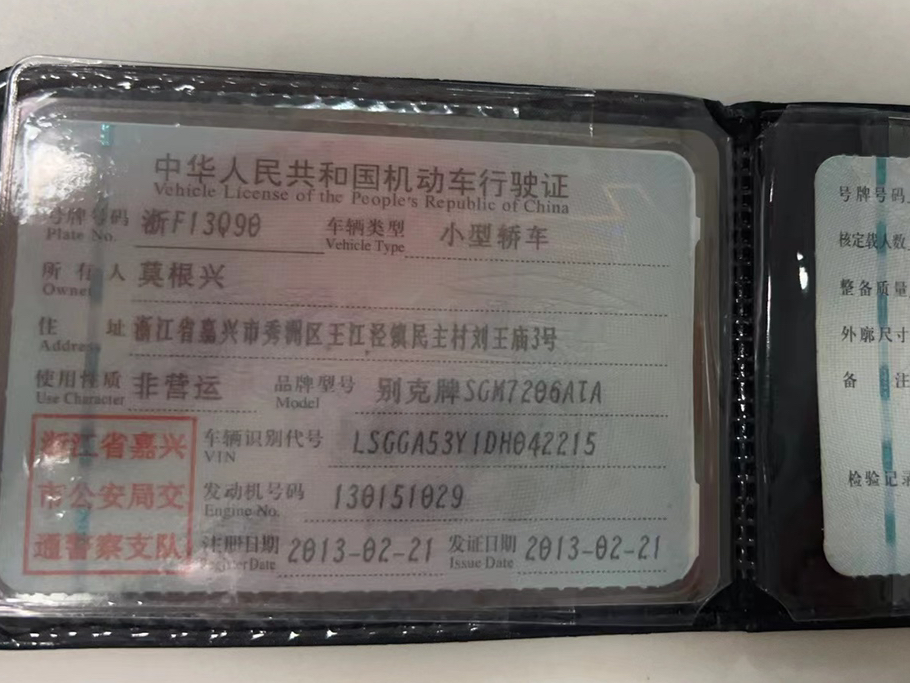 中华人民共和国机动车行驶证
Vehicle License of the People's Republic of China
号牌号码 浙F13Q90 车辆类型 小型轿车
Plate No. Vehicle Type
所有人 莫根兴
Owner
住址 浙江省嘉兴市秀洲区王江泾镇民主村刘王庙3号
Address
使用性质 非营运 品牌型号 别克牌SGM7206ATA
Use Character Model
浙江省嘉兴
市公安局交
通警察支队
车辆识别代号 LSGGA53Y1DH042215
VIN
发动机号码 130151029
Engine No.
注册日期 2013-02-21 发证日期 2013-02-21
Register Date Issue Date
号牌号码
核定载人数
整备质量
外廓尺寸
备注
检验记录